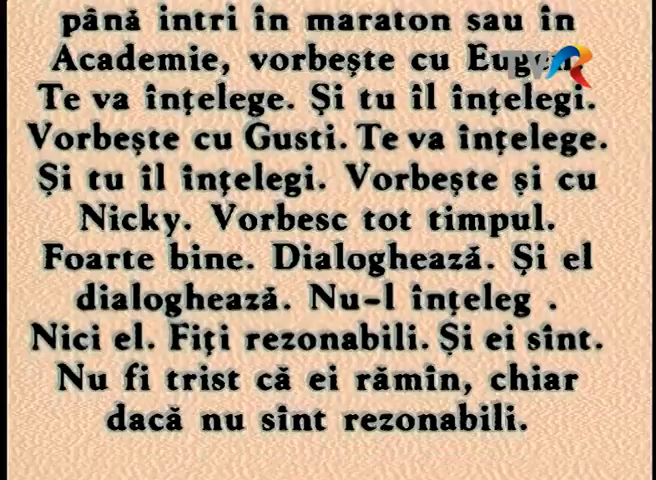 până intri în maraton sau în
Academie, vorbește cu Eugen.
Te va înțelege. Și tu îl înțelegi.
Vorbește cu Gusti. Te va înțelege.
Și tu îl înțelegi. Vorbește și cu
Nicky. Vorbesc tot timpul.
Foarte bine. Dialoghează. Și el
dialoghează. Nu-l înțeleg .
Nici el. Fiți rezonabili. Și ei sînt.
Nu fi trist că ei rămîn, chiar
dacă nu sînt rezonabili.
TVR